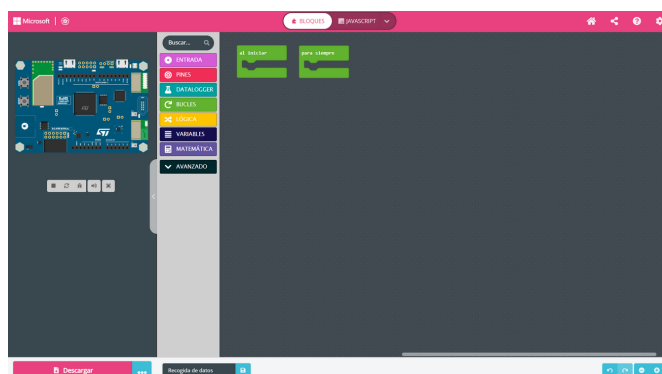 Microsoft
BLOQUES
JAVASCRIPT
Buscar...
ENTRADA
PINES
DATALOGGER
BUCLES
LÓGICA
VARIABLES
MATEMÁTICA
AVANZADO
al iniciar
para siempre
ST
Descargar
Recogida de datos